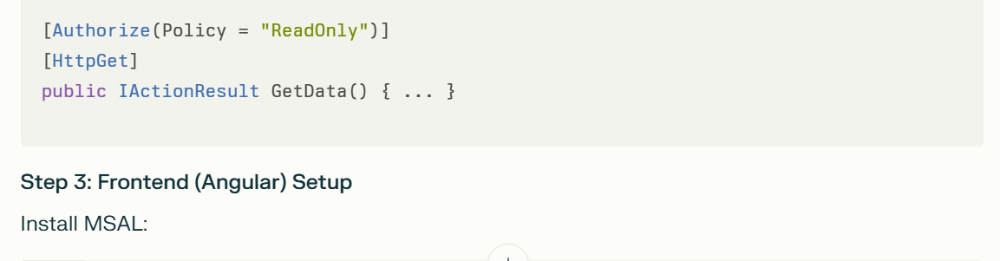 [Authorize(Policy = "ReadOnly")]
[HttpGet]
public IActionResult GetData() { ... }
Step 3: Frontend (Angular) Setup
Install MSAL: